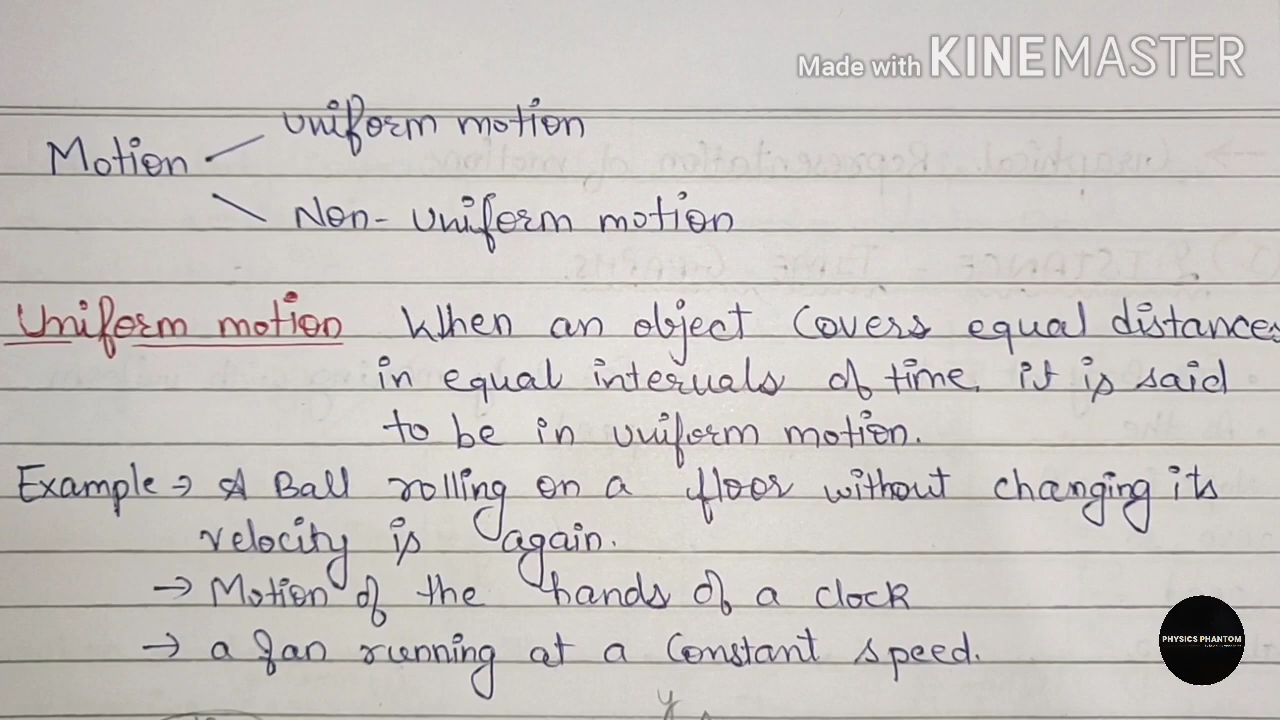 Made with KINEMASTER
Uniform motion
Motion
Non-Uniform motion
Uniform motion When an object Covers equal distances
in equal intervals of time. it is said
to be in uniform motion.
Example → A Ball rolling on a floor without changing its
velocity is again.
→ Motion of the hands of a clock
→ a fan running at a Constant speed.
PHYSICS PHANTOM